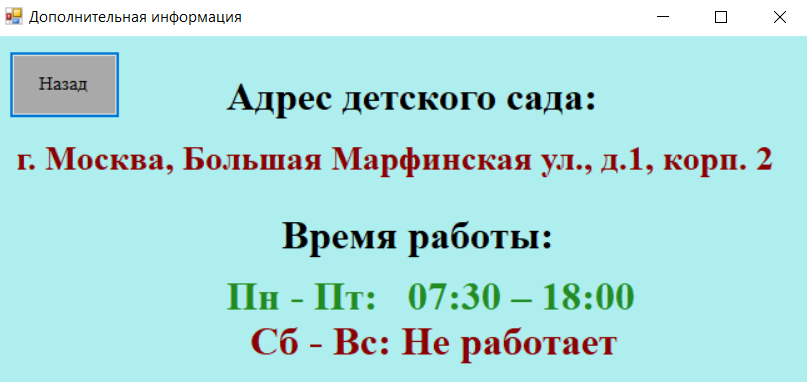 Дополнительная информация
Назад
Адрес детского сада:
г. Москва, Большая Марфинская ул., д.1, корп. 2
Время работы:
Пн - Пт: 07:30 – 18:00
Сб - Вс: Не работает